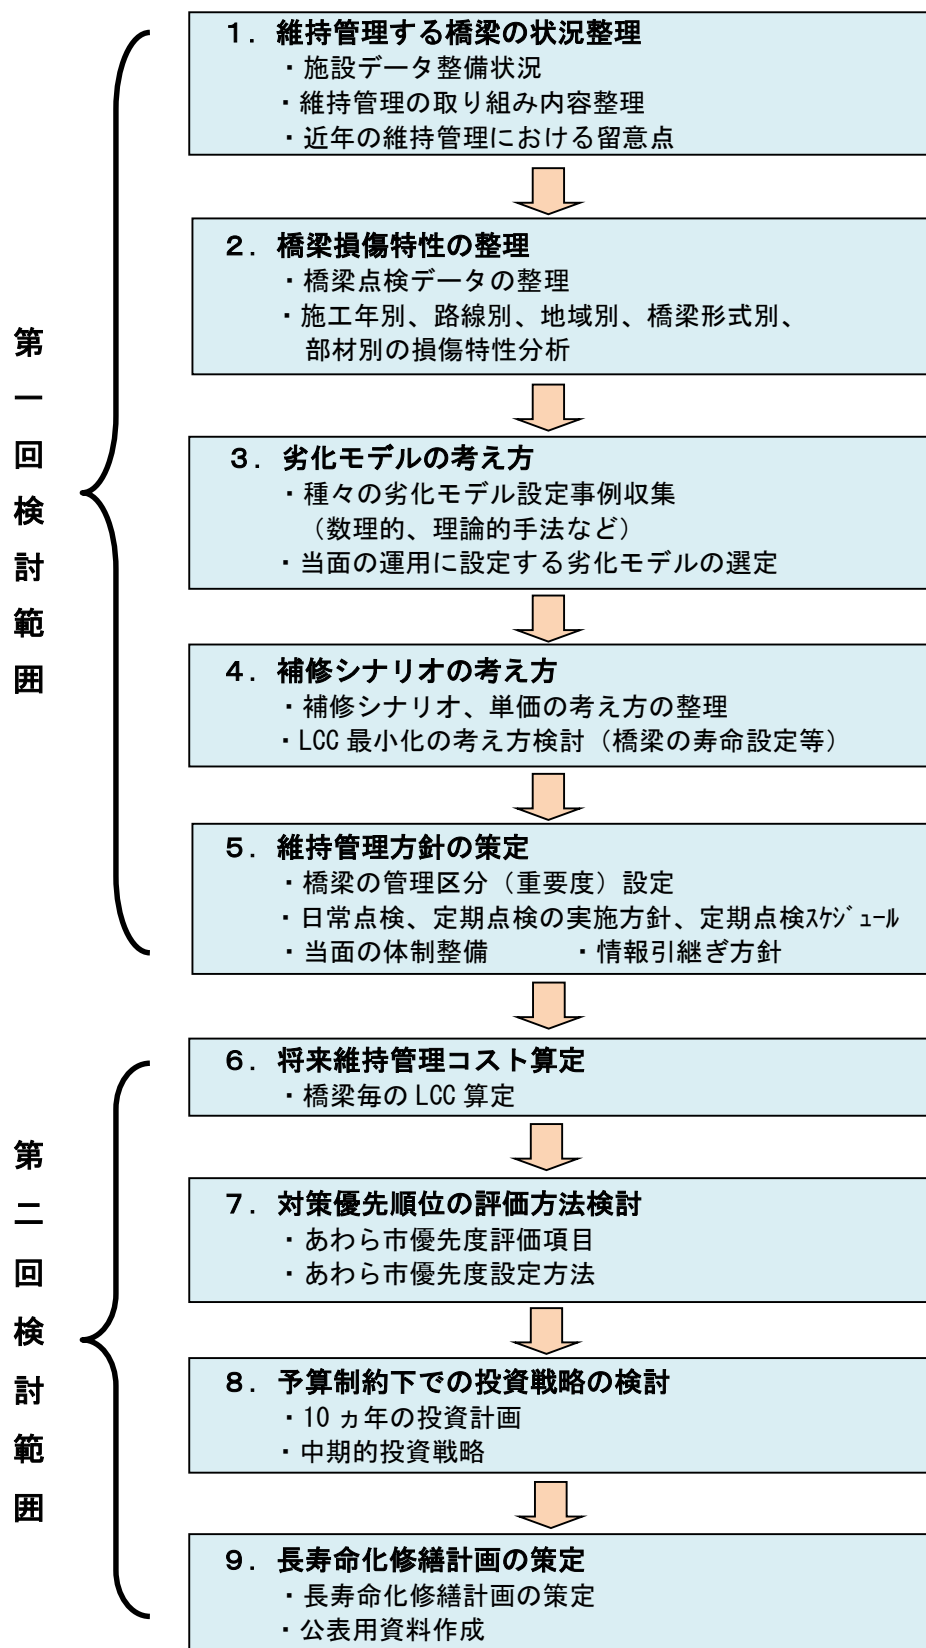 第一回検討範囲
１．維持管理する橋梁の状況整理
・施設データ整備状況
・維持管理の取り組み内容整理
・近年の維持管理における留意点
２．橋梁損傷特性の整理
・橋梁点検データの整理
・施工年別、路線別、地域別、橋梁形式別、
部材別の損傷特性分析
３．劣化モデルの考え方
・種々の劣化モデル設定事例収集
（数理的、理論的手法など）
・当面の運用に設定する劣化モデルの選定
４．補修シナリオの考え方
・補修シナリオ、単価の考え方の整理
・LCC 最小化の考え方検討（橋梁の寿命設定等）
５．維持管理方針の策定
・橋梁の管理区分（重要度）設定
・日常点検、定期点検の実施方針、定期点検ｽｹｼﾞｭｰﾙ
・当面の体制整備　　　・情報引継ぎ方針
第二回検討範囲
６．将来維持管理コスト算定
・橋梁毎の LCC 算定
７．対策優先順位の評価方法検討
・あわら市優先度評価項目
・あわら市優先度設定方法
８．予算制約下での投資戦略の検討
・10 ヵ年の投資計画
・中期的投資戦略
９．長寿命化修繕計画の策定
・長寿命化修繕計画の策定
・公表用資料作成